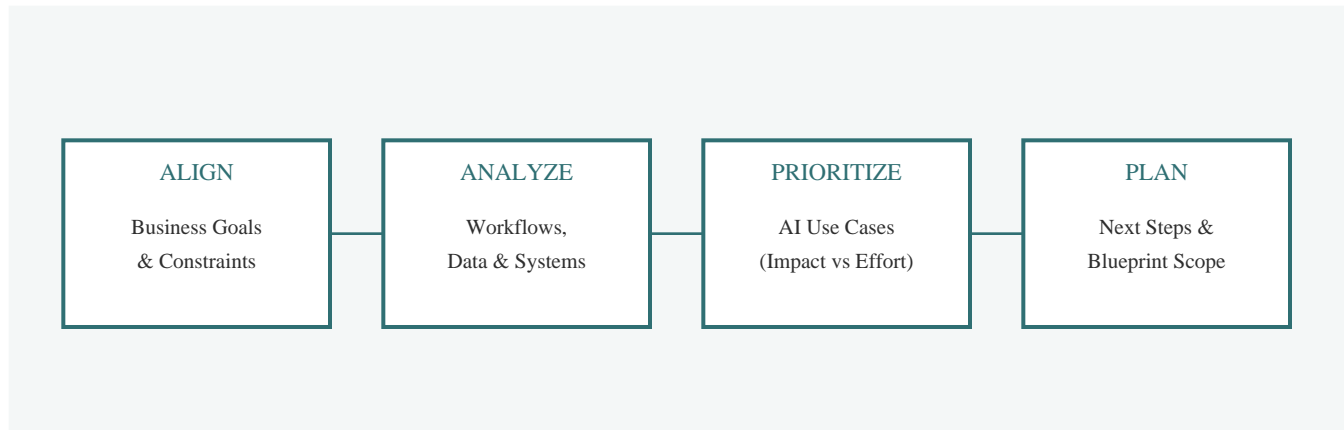 ALIGN
Business Goals
& Constraints
ANALYZE
Workflows,
Data & Systems
PRIORITIZE
AI Use Cases
(Impact vs Effort)
PLAN
Next Steps &
Blueprint Scope